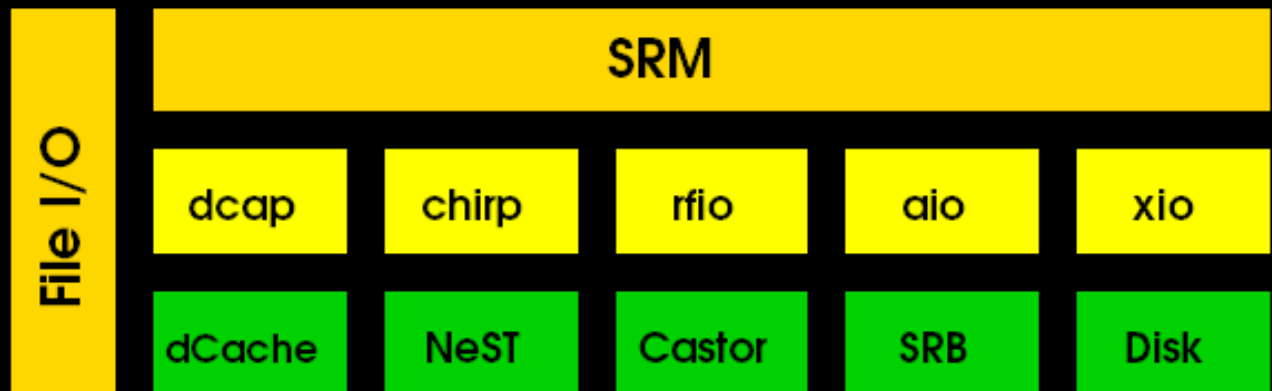 File I/O
SRM
dcap chirp rfio aio xio
dCache NeST Castor SRB Disk